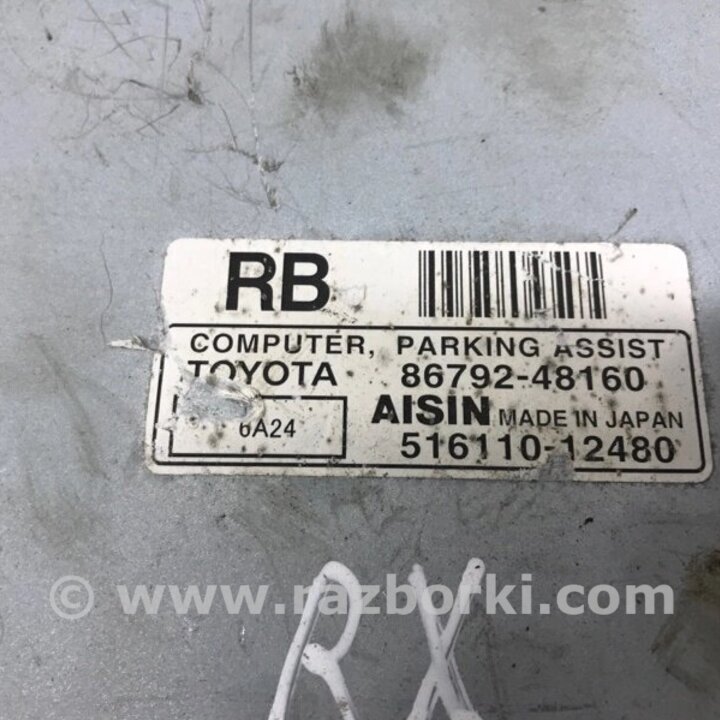 RB
COMPUTER, PARKING ASSIST
TOYOTA 86792-48160
6A24
AISIN MADE IN JAPAN
516110-12480
© www.razborki.com
RX